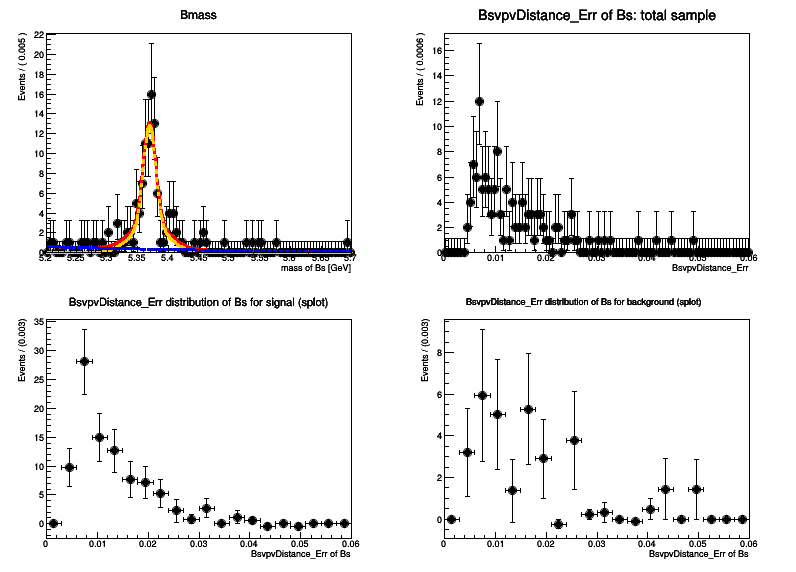 Bmass
Events / ( 0.005 )
22
20
18
16
14
12
10
8
6
4
2
0
5.2 5.25 5.3 5.35 5.4 5.45 5.5 5.55 5.6 5.65 5.7
mass of Bs [GeV]
BsvpvDistance_Err of Bs: total sample
Events / ( 0.0006 )
16
14
12
10
8
6
4
2
0
0 0.01 0.02 0.03 0.04 0.05 0.06
BsvpvDistance_Err
BsvpvDistance_Err distribution of Bs for signal (splot)
Events / (0.003)
35
30
25
20
15
10
5
0
0 0.01 0.02 0.03 0.04 0.05 0.06
BsvpvDistance_Err of Bs
BsvpvDistance_Err distribution of Bs for background (splot)
Events / (0.003)
8
6
4
2
0
0 0.01 0.02 0.03 0.04 0.05 0.06
BsvpvDistance_Err of Bs